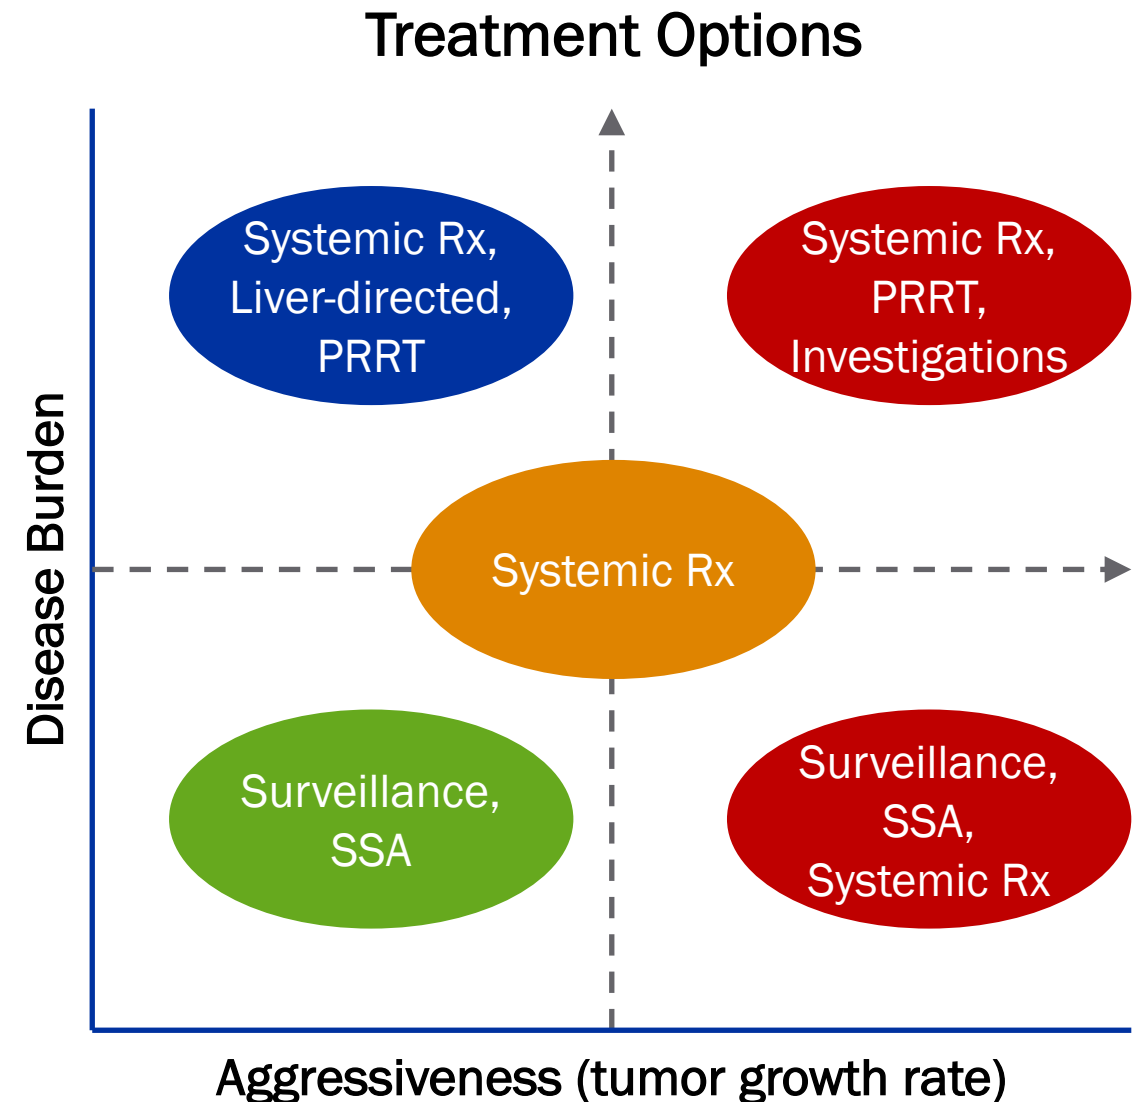 Treatment Options
Systemic Rx,
Liver-directed,
PRRT
Systemic Rx,
PRRT,
Investigations
Disease Burden
Systemic Rx
Surveillance,
SSA
Surveillance,
SSA,
Systemic Rx
Aggressiveness (tumor growth rate)